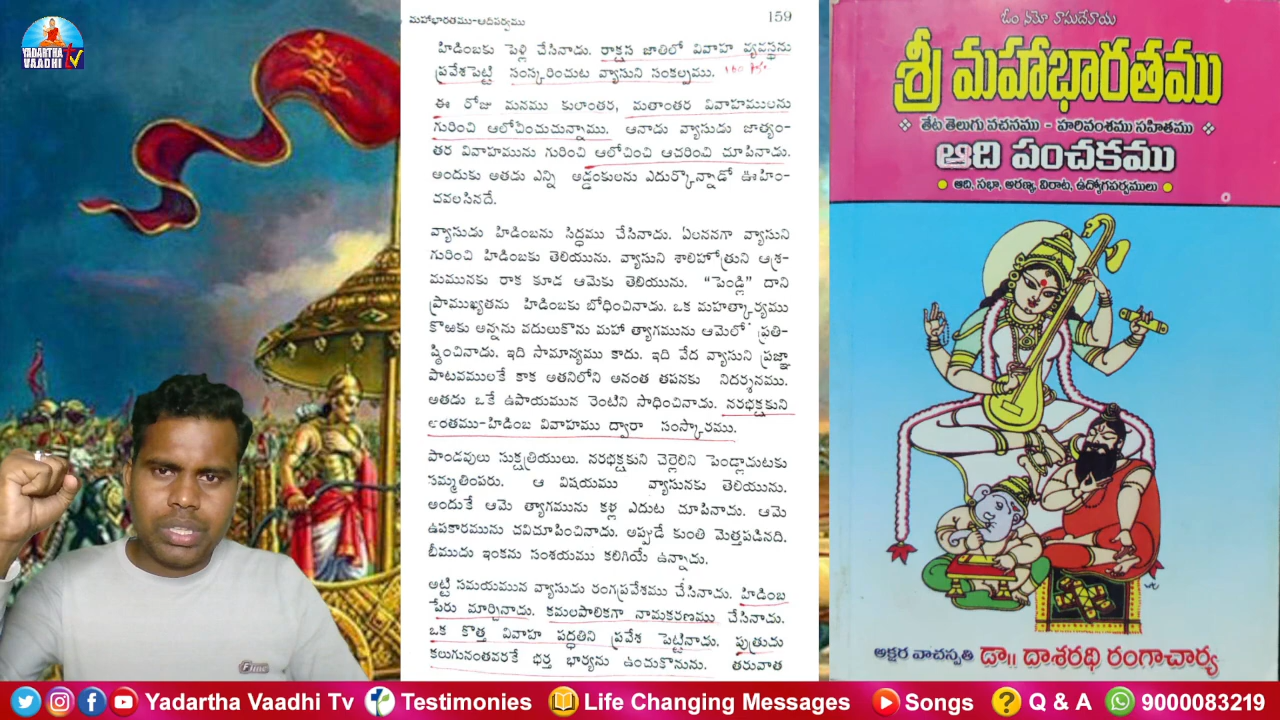 YADARTHA
VAADHI TV
మహాభారతము-ఆదిపర్వము 159
హిడింబకు పెళ్లి చేసినాడు. రాక్షస జాతిలో వివాహ వ్యవస్థను
ప్రవేశపెట్టి సంస్కరించుట వ్యాసుని సంకల్పము.
ఈ రోజు మనము కులాంతర, మతాంతర వివాహములను
గురించి ఆలోచించుచున్నాము. ఆనాడు వ్యాసుడు జాత్యం-
తర వివాహమును గురించి ఆలోచించి ఆచరించి చూపినాడు.
అందుకు అతడు ఎన్ని అడ్డంకులను ఎదుర్కొన్నాడో ఊహిం-
చవలసినదే.
వ్యాసుడు హిడింబను సిద్ధము చేసినాడు. ఏలననగా వ్యాసుని
గురించి హిడింబకు తెలియును. వ్యాసుని శాలిహోత్రుని ఆశ్ర-
మమునకు రాక కూడ ఆమెకు తెలియును. "పెండ్లి" దాని
ప్రాముఖ్యతను హిడింబకు బోధించినాడు. ఒక మహత్కార్యము
కొఱకు అన్నను వదులుకొను మహా త్యాగమును ఆమెలో ప్రతి-
ష్ఠించినాడు. ఇది సామాన్యము కాదు. ఇది వేద వ్యాసుని ప్రజ్ఞా
పాటవములకే కాక అతనిలోని అనంత తపనకు నిదర్శనము.
అతడు ఒకే ఉపాయమున రెంటిని సాధించినాడు. నరభక్షకుని
అంతము-హిడింబ వివాహము ద్వారా సంస్కారము.
పాండవులు సుక్షత్రియులు. నరభక్షకుని చెల్లెలిని పెండ్లాడుటకు
సమ్మతింపరు. ఆ విషయము వ్యాసునకు తెలియును.
అందుకే ఆమె త్యాగమును కళ్ల ఎదుట చూపినాడు. ఆమె
ఉపకారమును చవిచూపించినాడు. అప్పుడే కుంతి మెత్తపడినది.
భీముడు ఇంకను సంశయము కలిగియే ఉన్నాడు.
అట్టి సమయమున వ్యాసుడు రంగప్రవేశము చేసినాడు. హిడింబ
పేరు మార్చినాడు. కమలపాలికగా నామకరణము చేసినాడు.
ఒక కొత్త వివాహ పద్ధతిని ప్రవేశ పెట్టినాడు. పుత్రుడు
కలుగునంతవరకే భర్త భార్యను ఉంచుకొనును. తరువాత
ఓం నమో వాసుదేవాయ
శ్రీ మహాభారతము
తేట తెలుగు వచనము - హరివంశము సహితము
ఆది పంచకము
ఆది, సభా, అరణ్య, విరాట, ఉద్యోగపర్వములు
అక్షర వాచస్పతి డా॥ దాశరథి రంగాచార్య
Fline
Yadartha Vaadhi Tv Testimonies Life Changing Messages Songs Q & A 9000083219